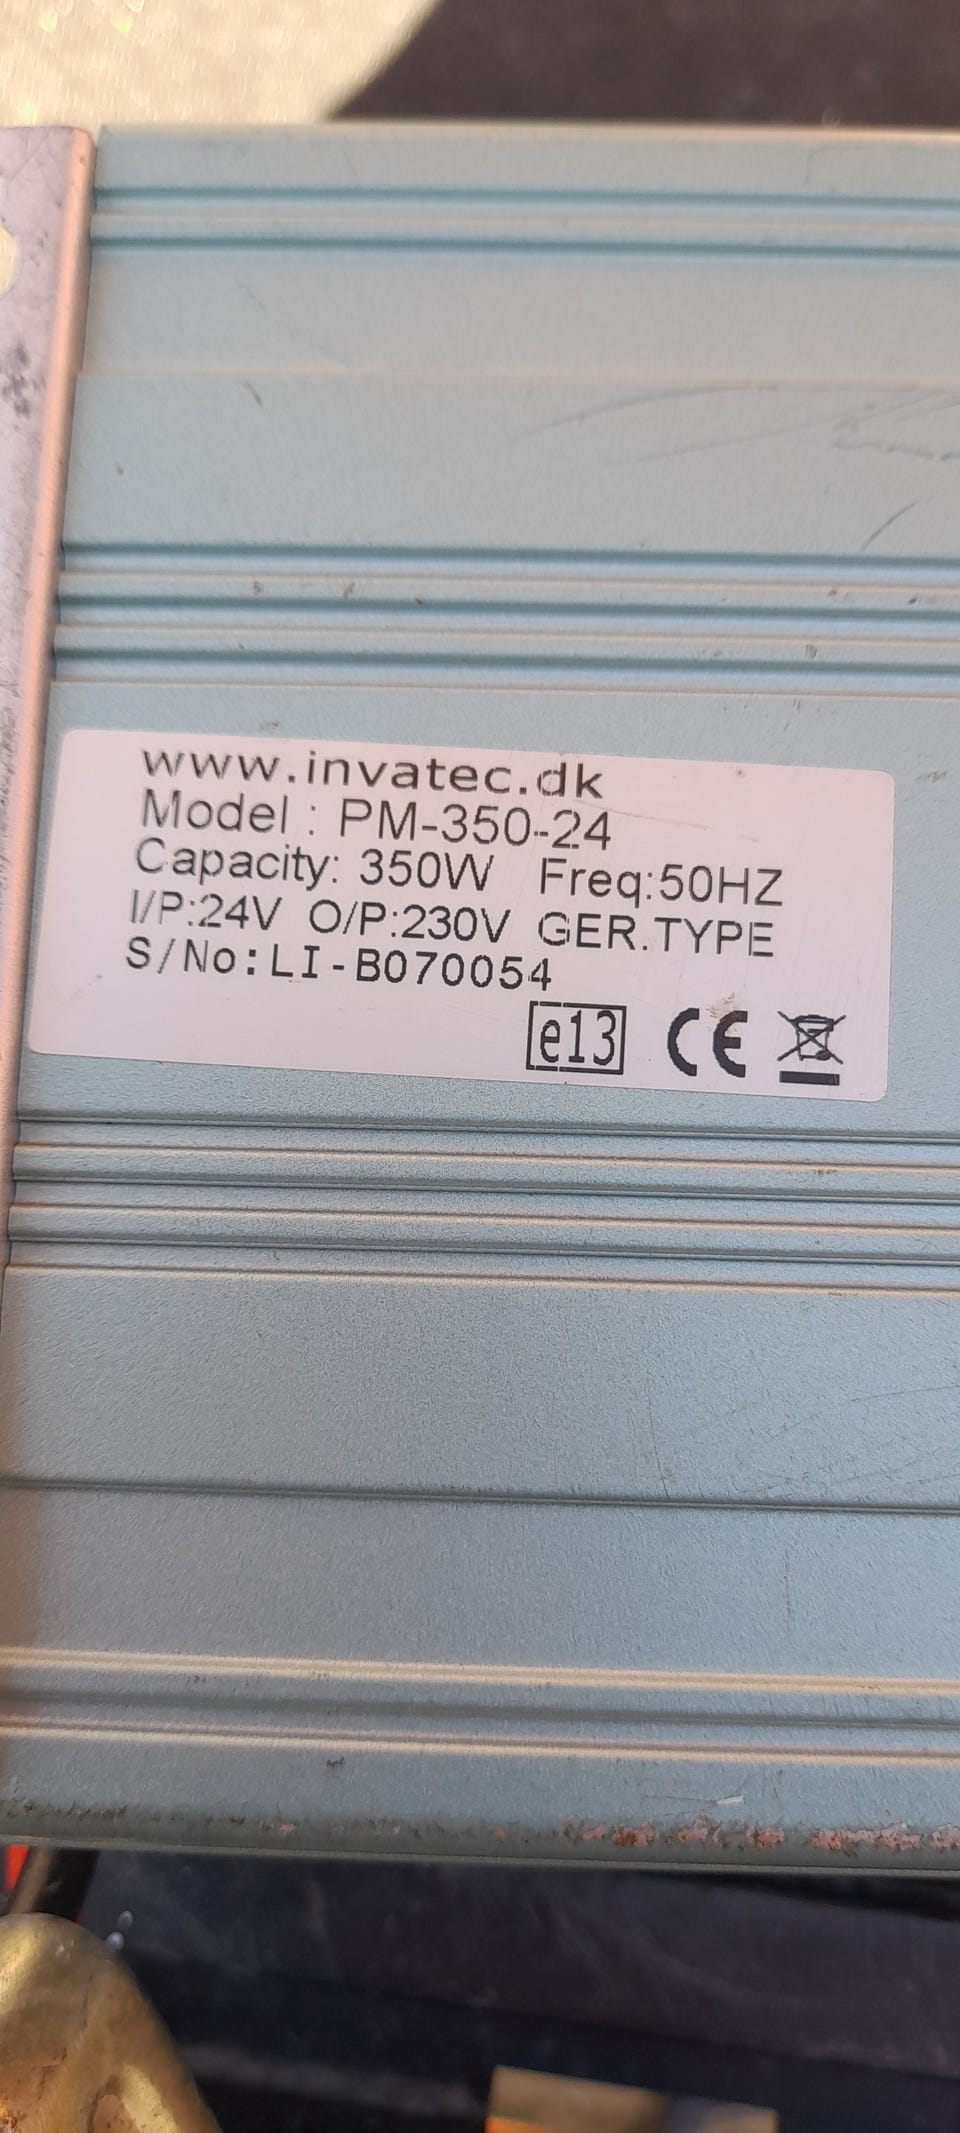 www.invatec.dk
Model : PM-350-24
Capacity: 350W Freq:50HZ
I/P:24V O/P:230V GER.TYPE
S/No:LI-B070054
e13 CE